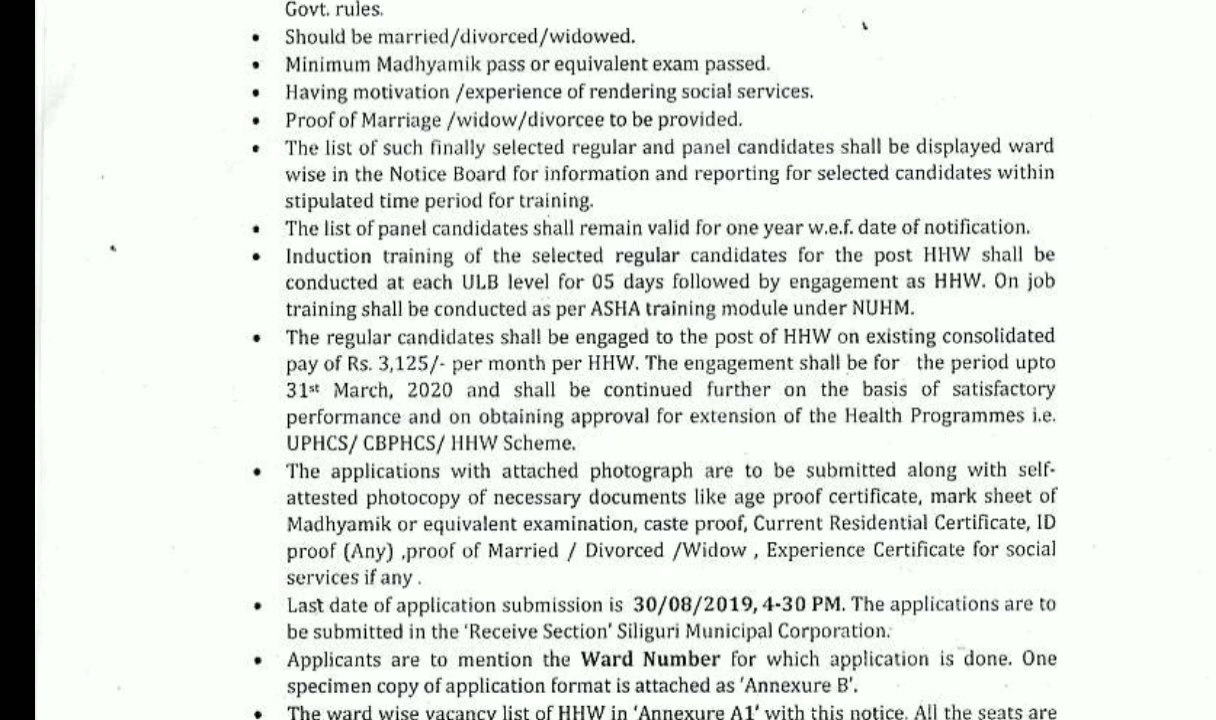 Govt. rules.
• Should be married/divorced/widowed.
• Minimum Madhyamik pass or equivalent exam passed.
• Having motivation /experience of rendering social services.
• Proof of Marriage /widow/divorcee to be provided.
• The list of such finally selected regular and panel candidates shall be displayed ward
wise in the Notice Board for information and reporting for selected candidates within
stipulated time period for training.
• The list of panel candidates shall remain valid for one year w.e.f. date of notification.
• Induction training of the selected regular candidates for the post HHW shall be
conducted at each ULB level for 05 days followed by engagement as HHW. On job
training shall be conducted as per ASHA training module under NUHM.
• The regular candidates shall be engaged to the post of HHW on existing consolidated
pay of Rs. 3,125/- per month per HHW. The engagement shall be for the period upto
31st March, 2020 and shall be continued further on the basis of satisfactory
performance and on obtaining approval for extension of the Health Programmes i.e.
UPHCS/ CBPHCS/ HHW Scheme.
• The applications with attached photograph are to be submitted along with self-
attested photocopy of necessary documents like age proof certificate, mark sheet of
Madhyamik or equivalent examination, caste proof, Current Residential Certificate, ID
proof (Any) ,proof of Married / Divorced /Widow , Experience Certificate for social
services if any .
• Last date of application submission is 30/08/2019, 4-30 PM. The applications are to
be submitted in the 'Receive Section' Siliguri Municipal Corporation.
• Applicants are to mention the Ward Number for which application is done. One
specimen copy of application format is attached as 'Annexure B'.
• The ward wise vacancy list of HHW in 'Annexure A1' with this notice. All the seats are